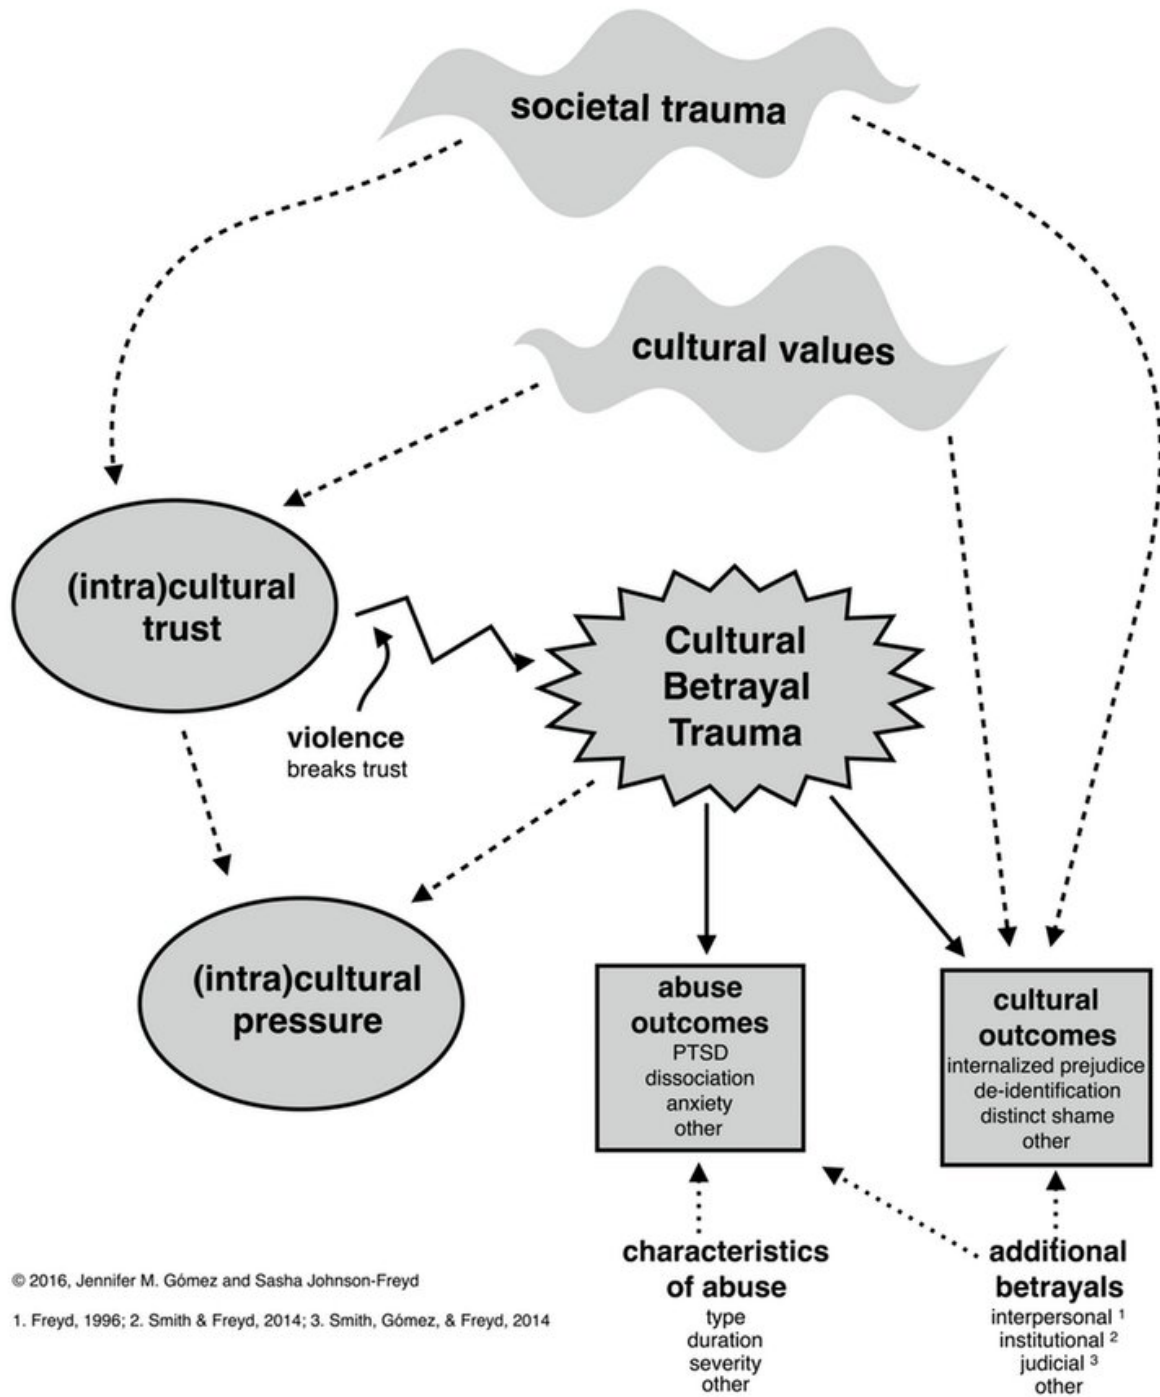 societal trauma
cultural values
(intra)cultural
trust
violence
breaks trust
Cultural
Betrayal
Trauma
(intra)cultural
pressure
abuse
outcomes
PTSD
dissociation
anxiety
other
cultural
outcomes
internalized prejudice
de-identification
distinct shame
other
characteristics
of abuse
type
duration
severity
other
additional
betrayals
interpersonal ¹
institutional ²
judicial ³
other
© 2016, Jennifer M. Gómez and Sasha Johnson-Freyd
1. Freyd, 1996; 2. Smith & Freyd, 2014; 3. Smith, Gómez, & Freyd, 2014